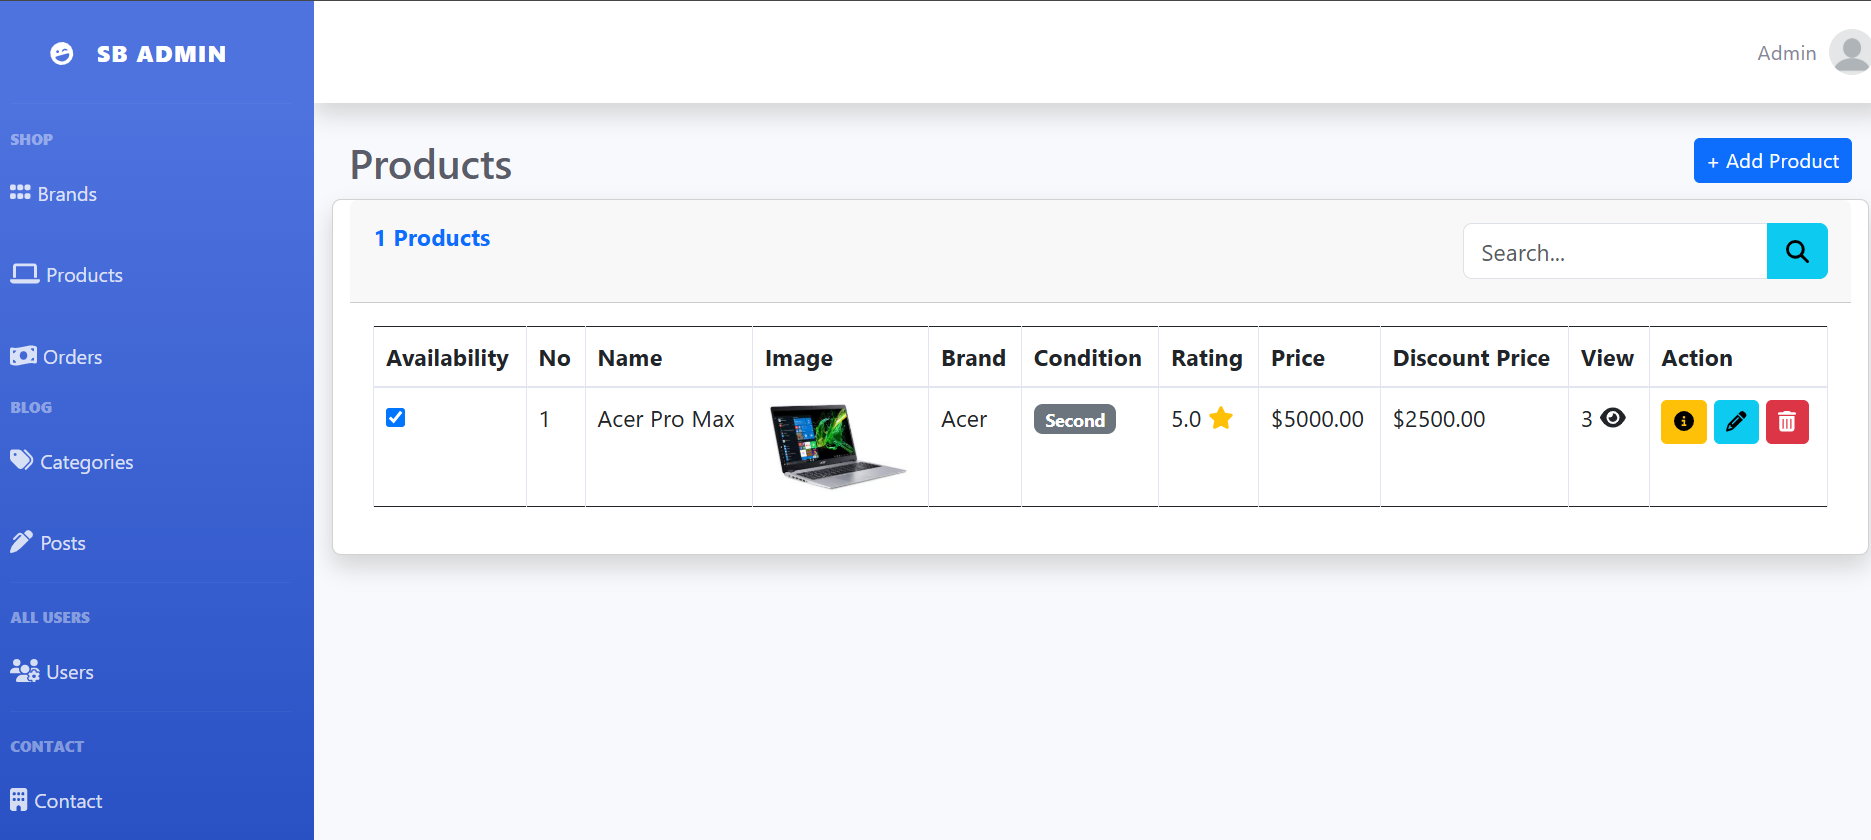 SB ADMIN
Admin
SHOP
Brands
Products
Orders
BLOG
Categories
Posts
ALL USERS
Users
CONTACT
Contact
Products
+ Add Product
1 Products
Search...
Availability No Name Image Brand Condition Rating Price Discount Price View Action
1 Acer Pro Max Acer Second 5.0 $5000.00 $2500.00 3